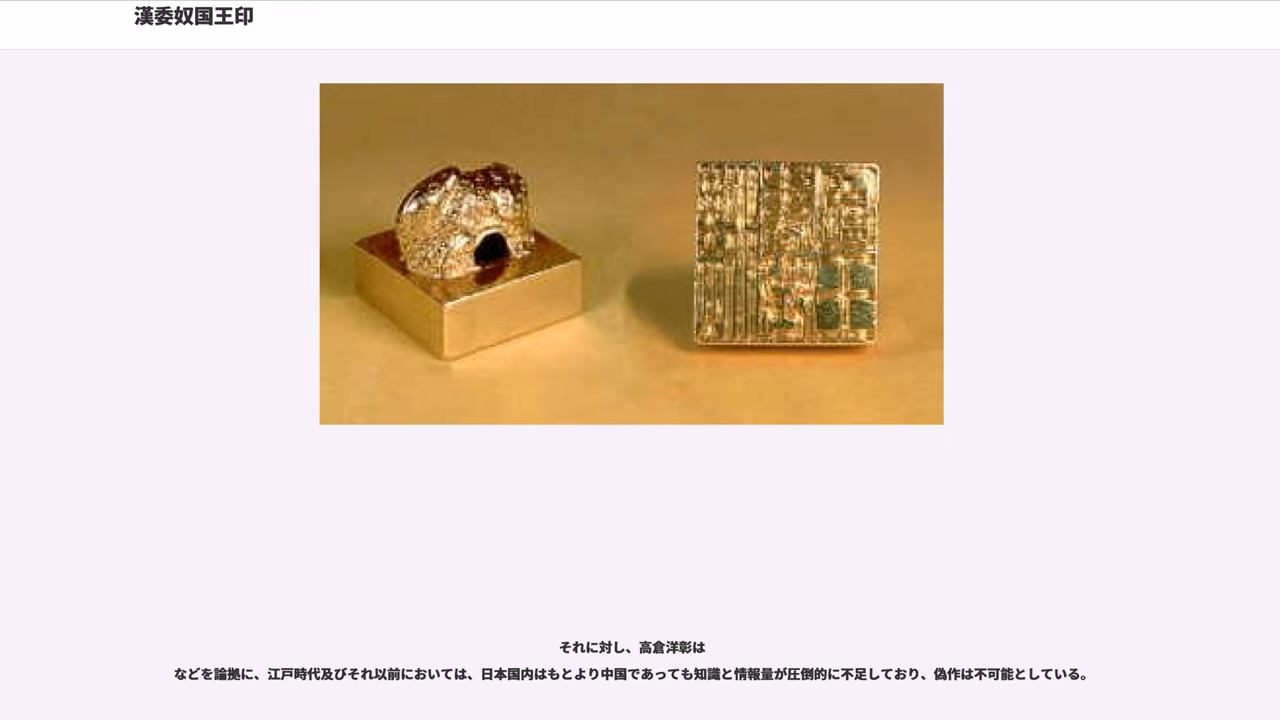 漢委奴国王印
それに対し、高倉洋彰は
などを論拠に、江戸時代及びそれ以前においては、日本国内はもとより中国であっても知識と情報量が圧倒的に不足しており、偽作は不可能としている。